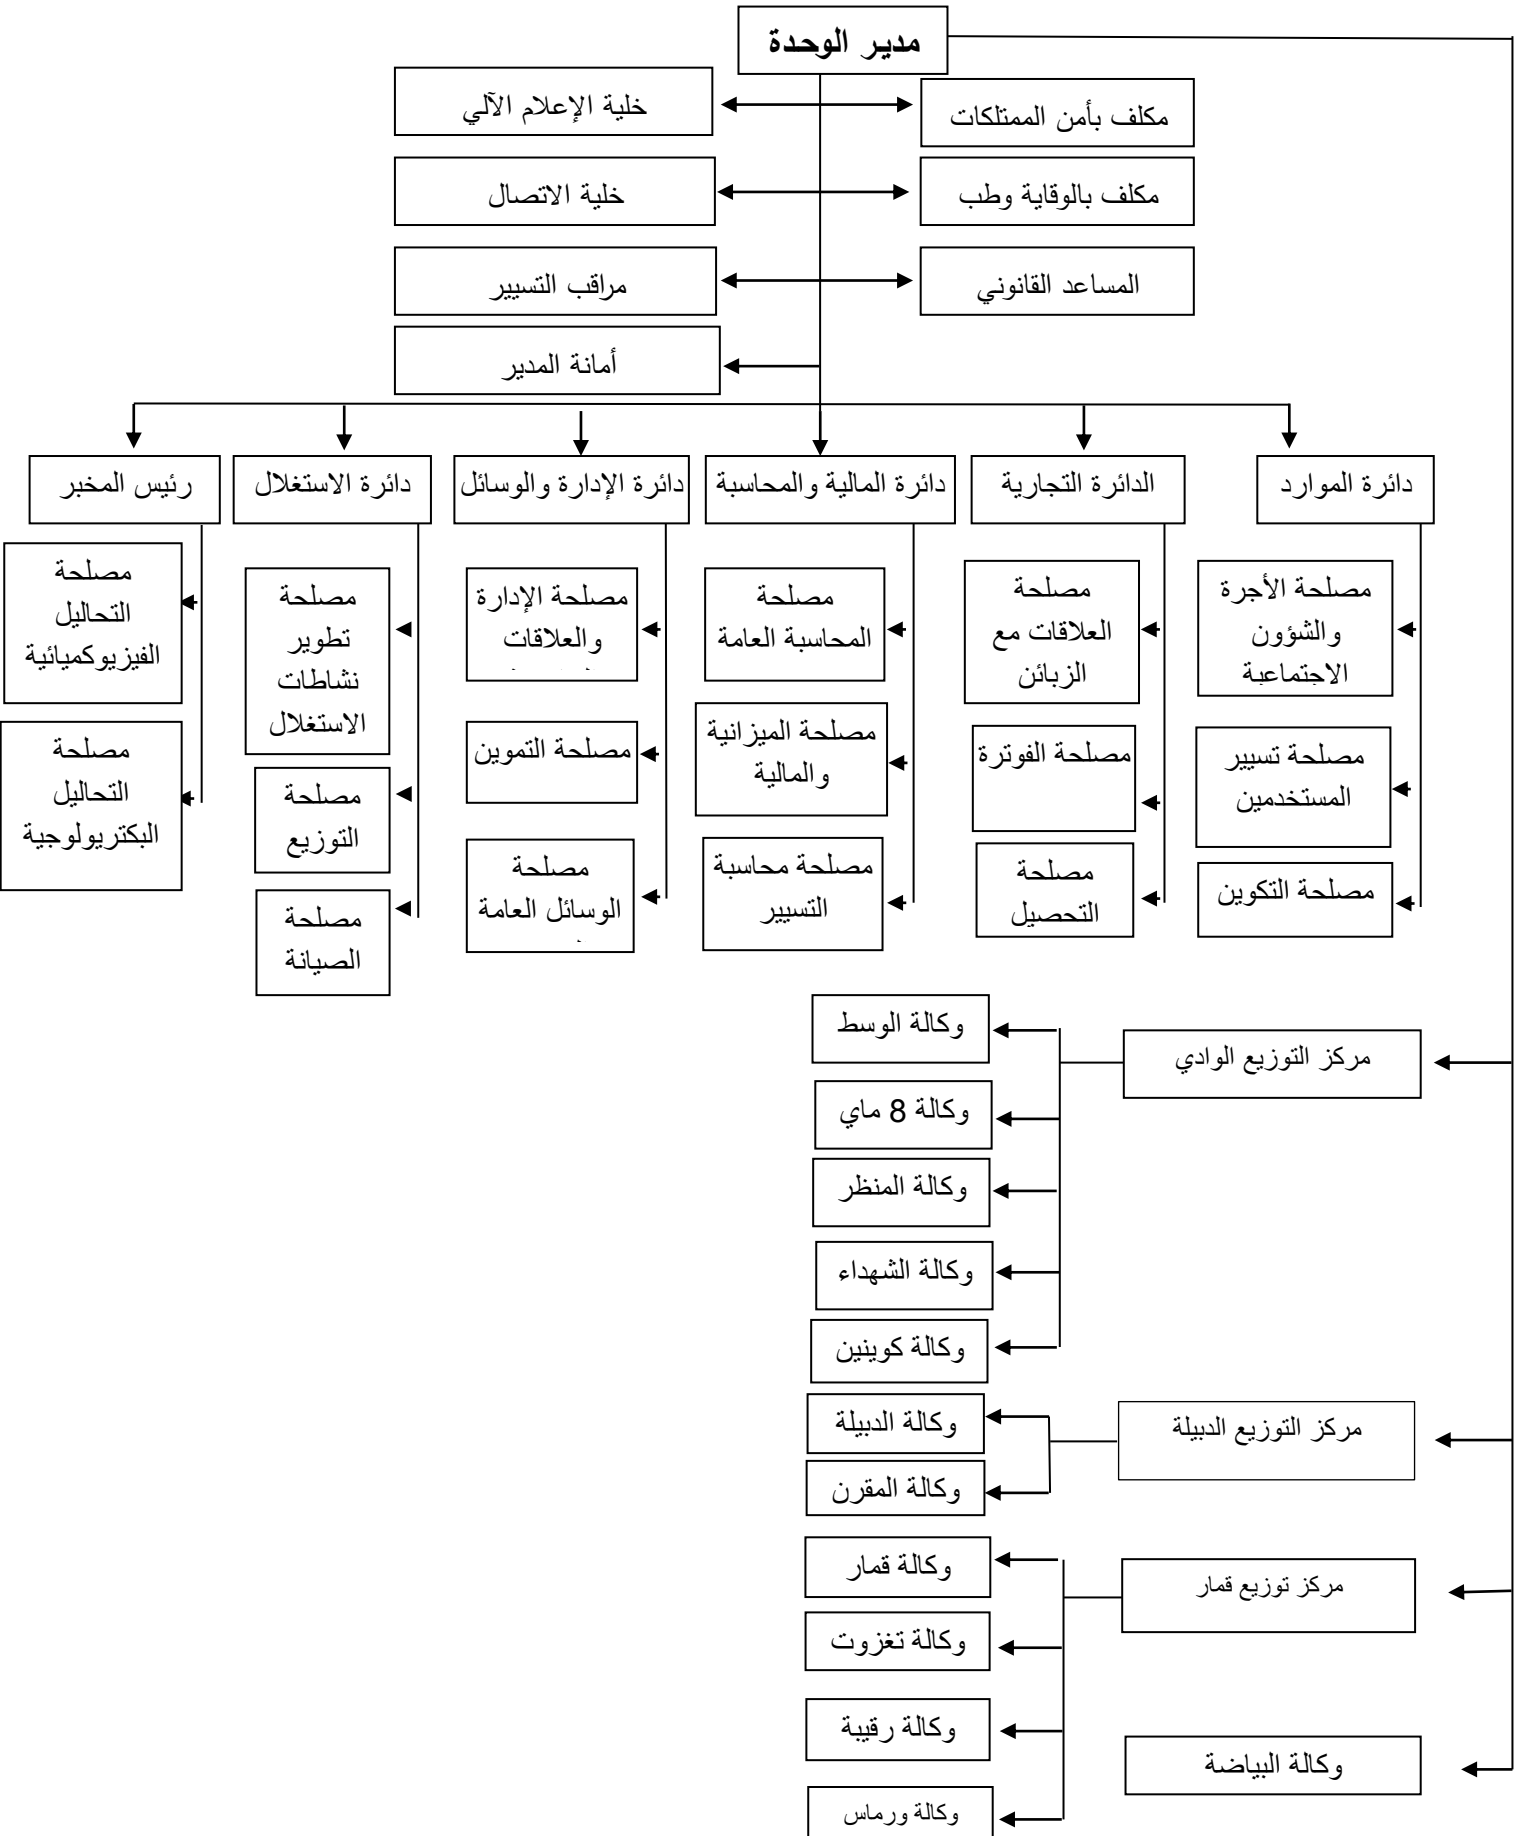 مدير الوحدة
مكلف بأمن الممتلكات
خلية الإعلام الآلي
مكلف بالوقاية وطب
خلية الاتصال
المساعد القانوني
مراقب التسيير
أمانة المدير
دائرة الموارد
الدائرة التجارية
دائرة المالية والمحاسبة
دائرة الإدارة والوسائل
دائرة الاستغلال
رئيس المخبر
مصلحة الأجرة
والشؤون
الاجتماعية
مصلحة تسيير
المستخدمين
مصلحة التكوين
مصلحة
العلاقات مع
الزبائن
مصلحة الفوترة
مصلحة
التحصيل
مصلحة
المحاسبة العامة
مصلحة الميزانية
والمالية
مصلحة محاسبة
التسيير
مصلحة الإدارة
والعلاقات
مصلحة التموين
مصلحة
الوسائل العامة
مصلحة
تطوير
نشاطات
الاستغلال
مصلحة
التوزيع
مصلحة
الصيانة
مصلحة
التحاليل
الفيزيوكميائية
مصلحة
التحاليل
البكتريولوجية
مركز التوزيع الوادي
وكالة الوسط
وكالة 8 ماي
وكالة المنظر
وكالة الشهداء
وكالة كوينين
مركز التوزيع الدبيلة
وكالة الدبيلة
وكالة المقرن
مركز توزيع قمار
وكالة قمار
وكالة تغزوت
وكالة رقيبة
وكالة ورماس
وكالة البياضة